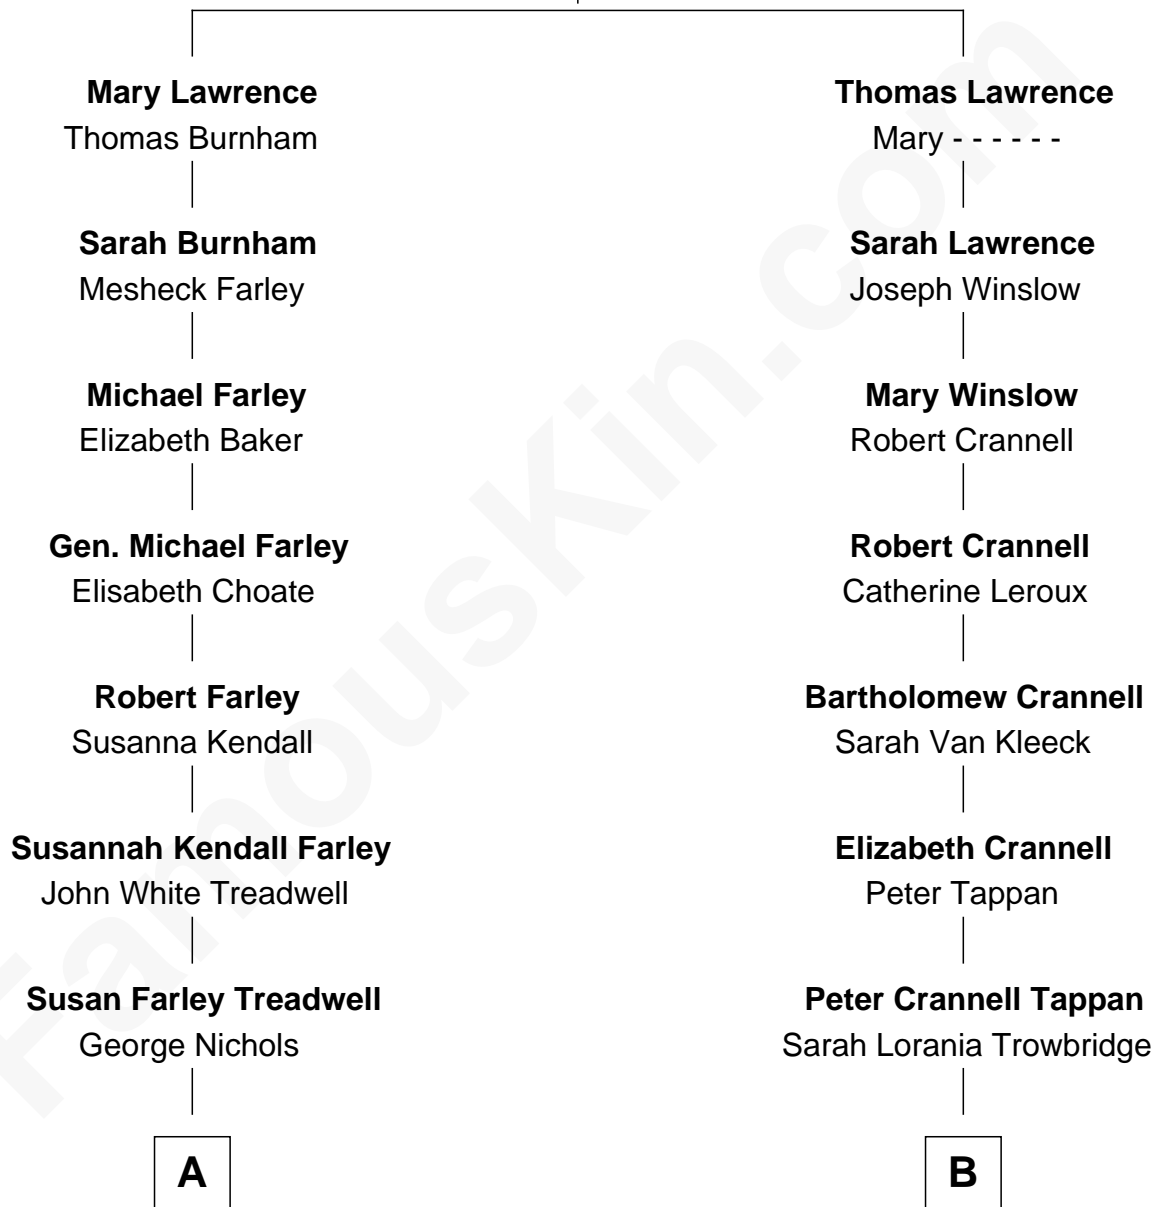 Mary Lawrence
Thomas Burnham
Sarah Burnham
Mesheck Farley
Michael Farley
Elizabeth Baker
Gen. Michael Farley
Elisabeth Choate
Robert Farley
Susanna Kendall
Susannah Kendall Farley
John White Treadwell
Susan Farley Treadwell
George Nichols
A
Thomas Lawrence
Mary - - - - - -
Sarah Lawrence
Joseph Winslow
Mary Winslow
Robert Crannell
Robert Crannell
Catherine Leroux
Bartholomew Crannell
Sarah Van Kleeck
Elizabeth Crannell
Peter Tappan
Peter Crannell Tappan
Sarah Lorania Trowbridge
B
FamousKin.com